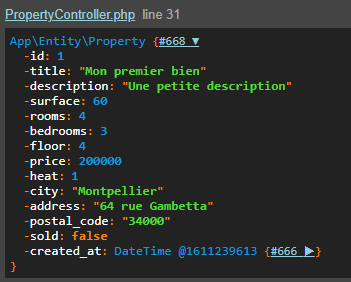 PropertyController.php line 31
App\Entity\Property {#668 ▼
-id: 1
-title: "Mon premier bien"
-description: "Une petite description"
-surface: 60
-rooms: 4
-bedrooms: 3
-floor: 4
-price: 200000
-heat: 1
-city: "Montpellier"
-address: "64 rue Gambetta"
-postal_code: "34000"
-sold: false
-created_at: DateTime @1611239613 {#666 ▶}
}